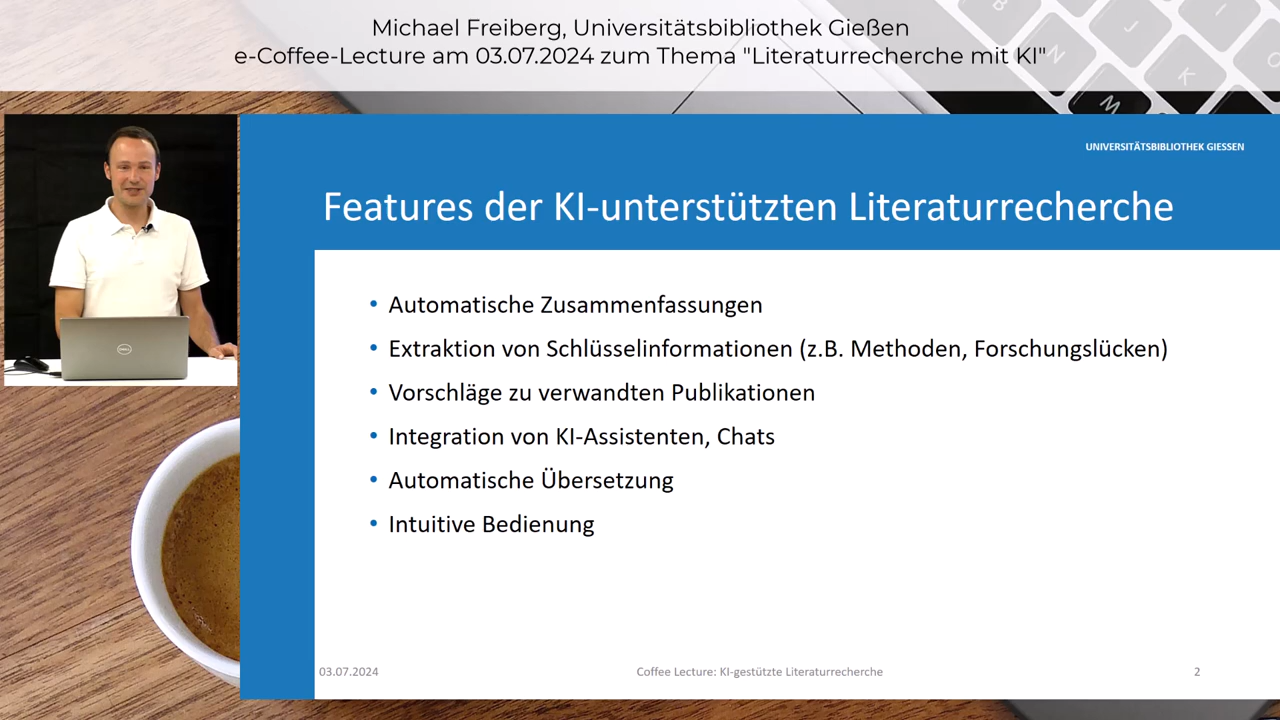 Michael Freiberg, Universitätsbibliothek Gießen
e-Coffee-Lecture am 03.07.2024 zum Thema "Literaturrecherche mit KI"
UNIVERSITÄTSBIBLIOTHEK GIESSEN
Features der KI-unterstützten Literaturrecherche
• Automatische Zusammenfassungen
• Extraktion von Schlüsselinformationen (z.B. Methoden, Forschungslücken)
• Vorschläge zu verwandten Publikationen
• Integration von KI-Assistenten, Chats
• Automatische Übersetzung
• Intuitive Bedienung
03.07.2024
Coffee Lecture: KI-gestützte Literaturrecherche
2
B
J
N
K
M
DELL